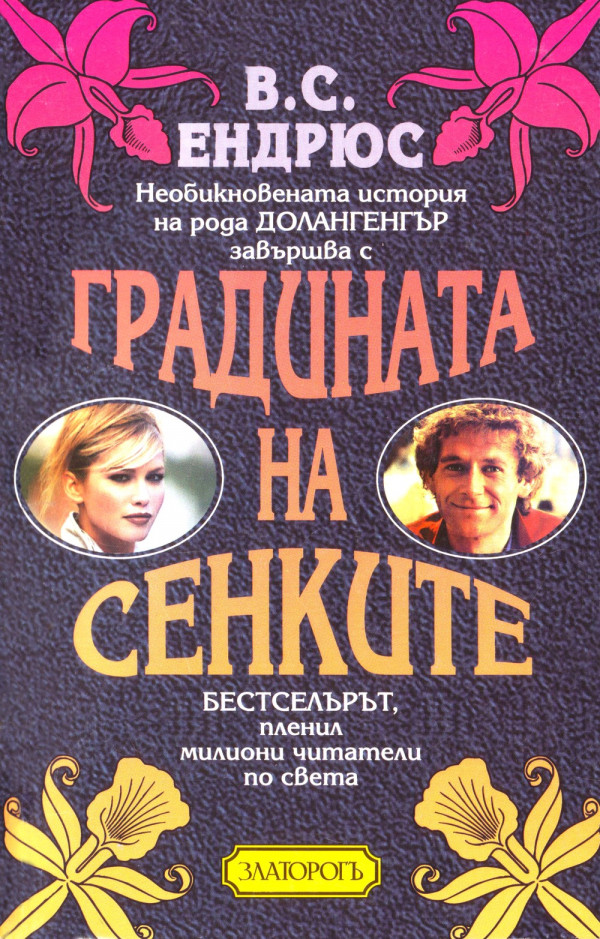 В.С.
ЕНДРЮС
Необикновената история
на рода ДОЛАНГЕНГЪР
завършва с
ГРАДИНАТА
НА
СЕНКИТЕ
БЕСТСЕЛЪРЪТ,
пленил
милиони читатели
по света
ЗЛАТОРОГЪ